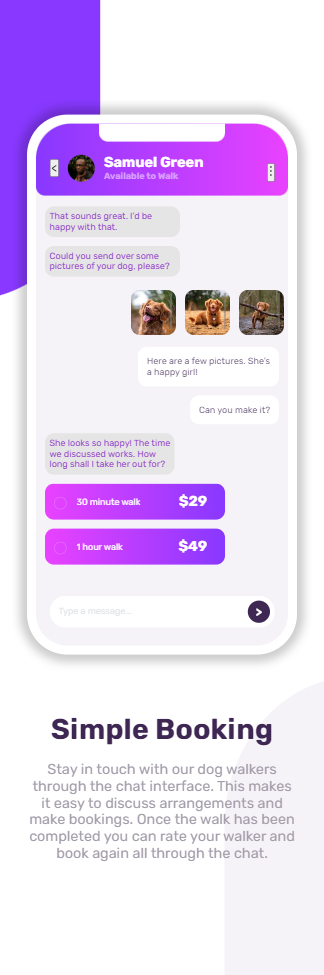 <
Samuel Green
Available to Walk
That sounds great. I'd be
happy with that.
Could you send over some
pictures of your dog, please?
Here are a few pictures. She's
a happy girl!
Can you make it?
She looks so happy! The time
we discussed works. How
long shall I take her out for?
30 minute walk $29
1 hour walk $49
Type a message...
>
Simple Booking
Stay in touch with our dog walkers
through the chat interface. This makes
it easy to discuss arrangements and
make bookings. Once the walk has been
completed you can rate your walker and
book again all through the chat.